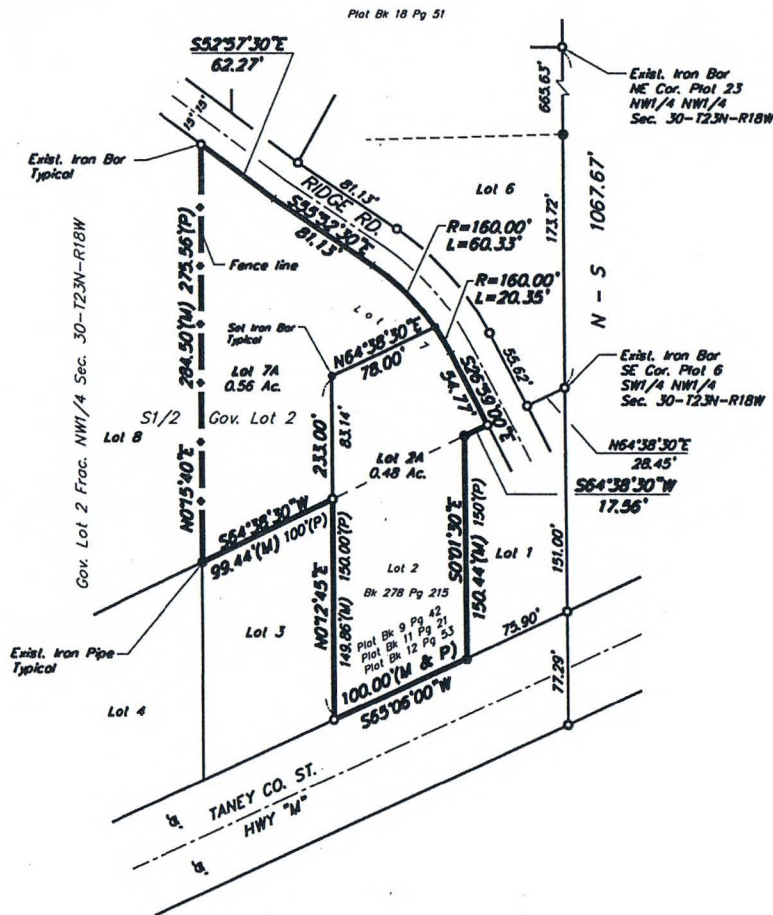 Plat Bk 18 Pg 51
S52°57'30"E
62.27'
Exist. Iron Bar
NE Cor. Plat 23
NW1/4 NW1/4
Sec. 30-T23N-R18W
665.63'
15' 15'
Exist. Iron Bar
Typical
81.13'
RIDGE RD.
Lot 6
173.72'
N - S 1067.67'
S55°52'30"E
81.13'
R=160.00'
L=60.33'
R=160.00'
L=20.35'
Fence line
284.50'(M) 275.56'(P)
Gov. Lot 2 Frac. NW1/4 Sec. 30-T23N-R18W
Set Iron Bar
Typical
Lot 7
N64°38'30"E
78.00'
55.62'
Exist. Iron Bar
SE Cor. Plat 6
SW1/4 NW1/4
Sec. 30-T23N-R18W
Lot 7A
0.56 Ac.
S26°59'00"E
54.77'
S1/2 Gov. Lot 2
Lot 8
233.00'
83.14'
N64°38'30"E
28.45'
Lot 2A
0.48 Ac.
S64°38'30"W
17.56'
N0°15'40"E
S64°38'30"W
99.44'(M) 100'(P)
S0°01'30"E
150.44'(M) 150'(P)
Lot 1
151.00'
Lot 2
Bk 278 Pg 215
N0°12'45"E
149.86'(M) 150.00'(P)
Lot 3
Plat Bk 9 Pg 42
Plat Bk 11 Pg 21
Plat Bk 12 Pg 53
75.90'
Exist. Iron Pipe
Typical
100.00'(M & P)
S65°06'00"W
77.29'
Lot 4
TANEY CO. ST.
HWY "M"